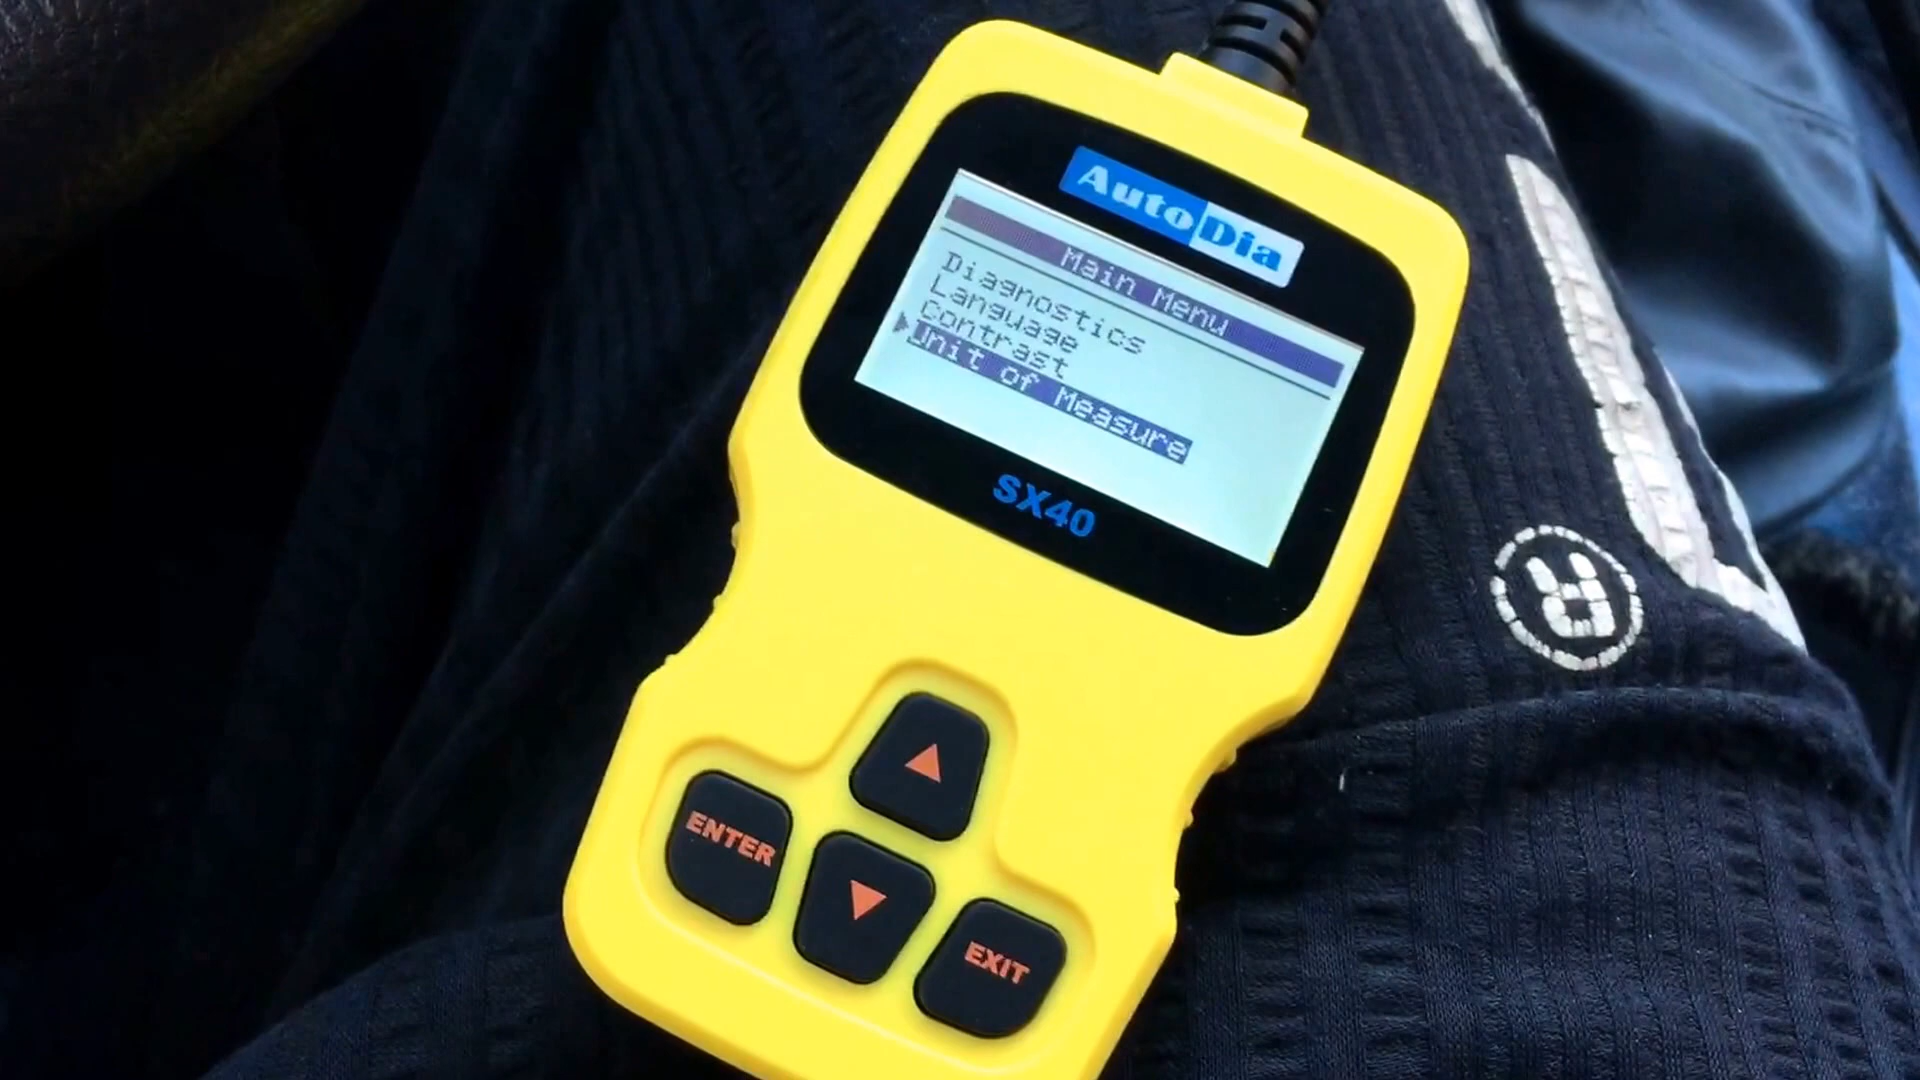 AutoDia
Main Menu
Diagnostics
Language
Contrast
Unit of Measure
SX40
ENTER
EXIT